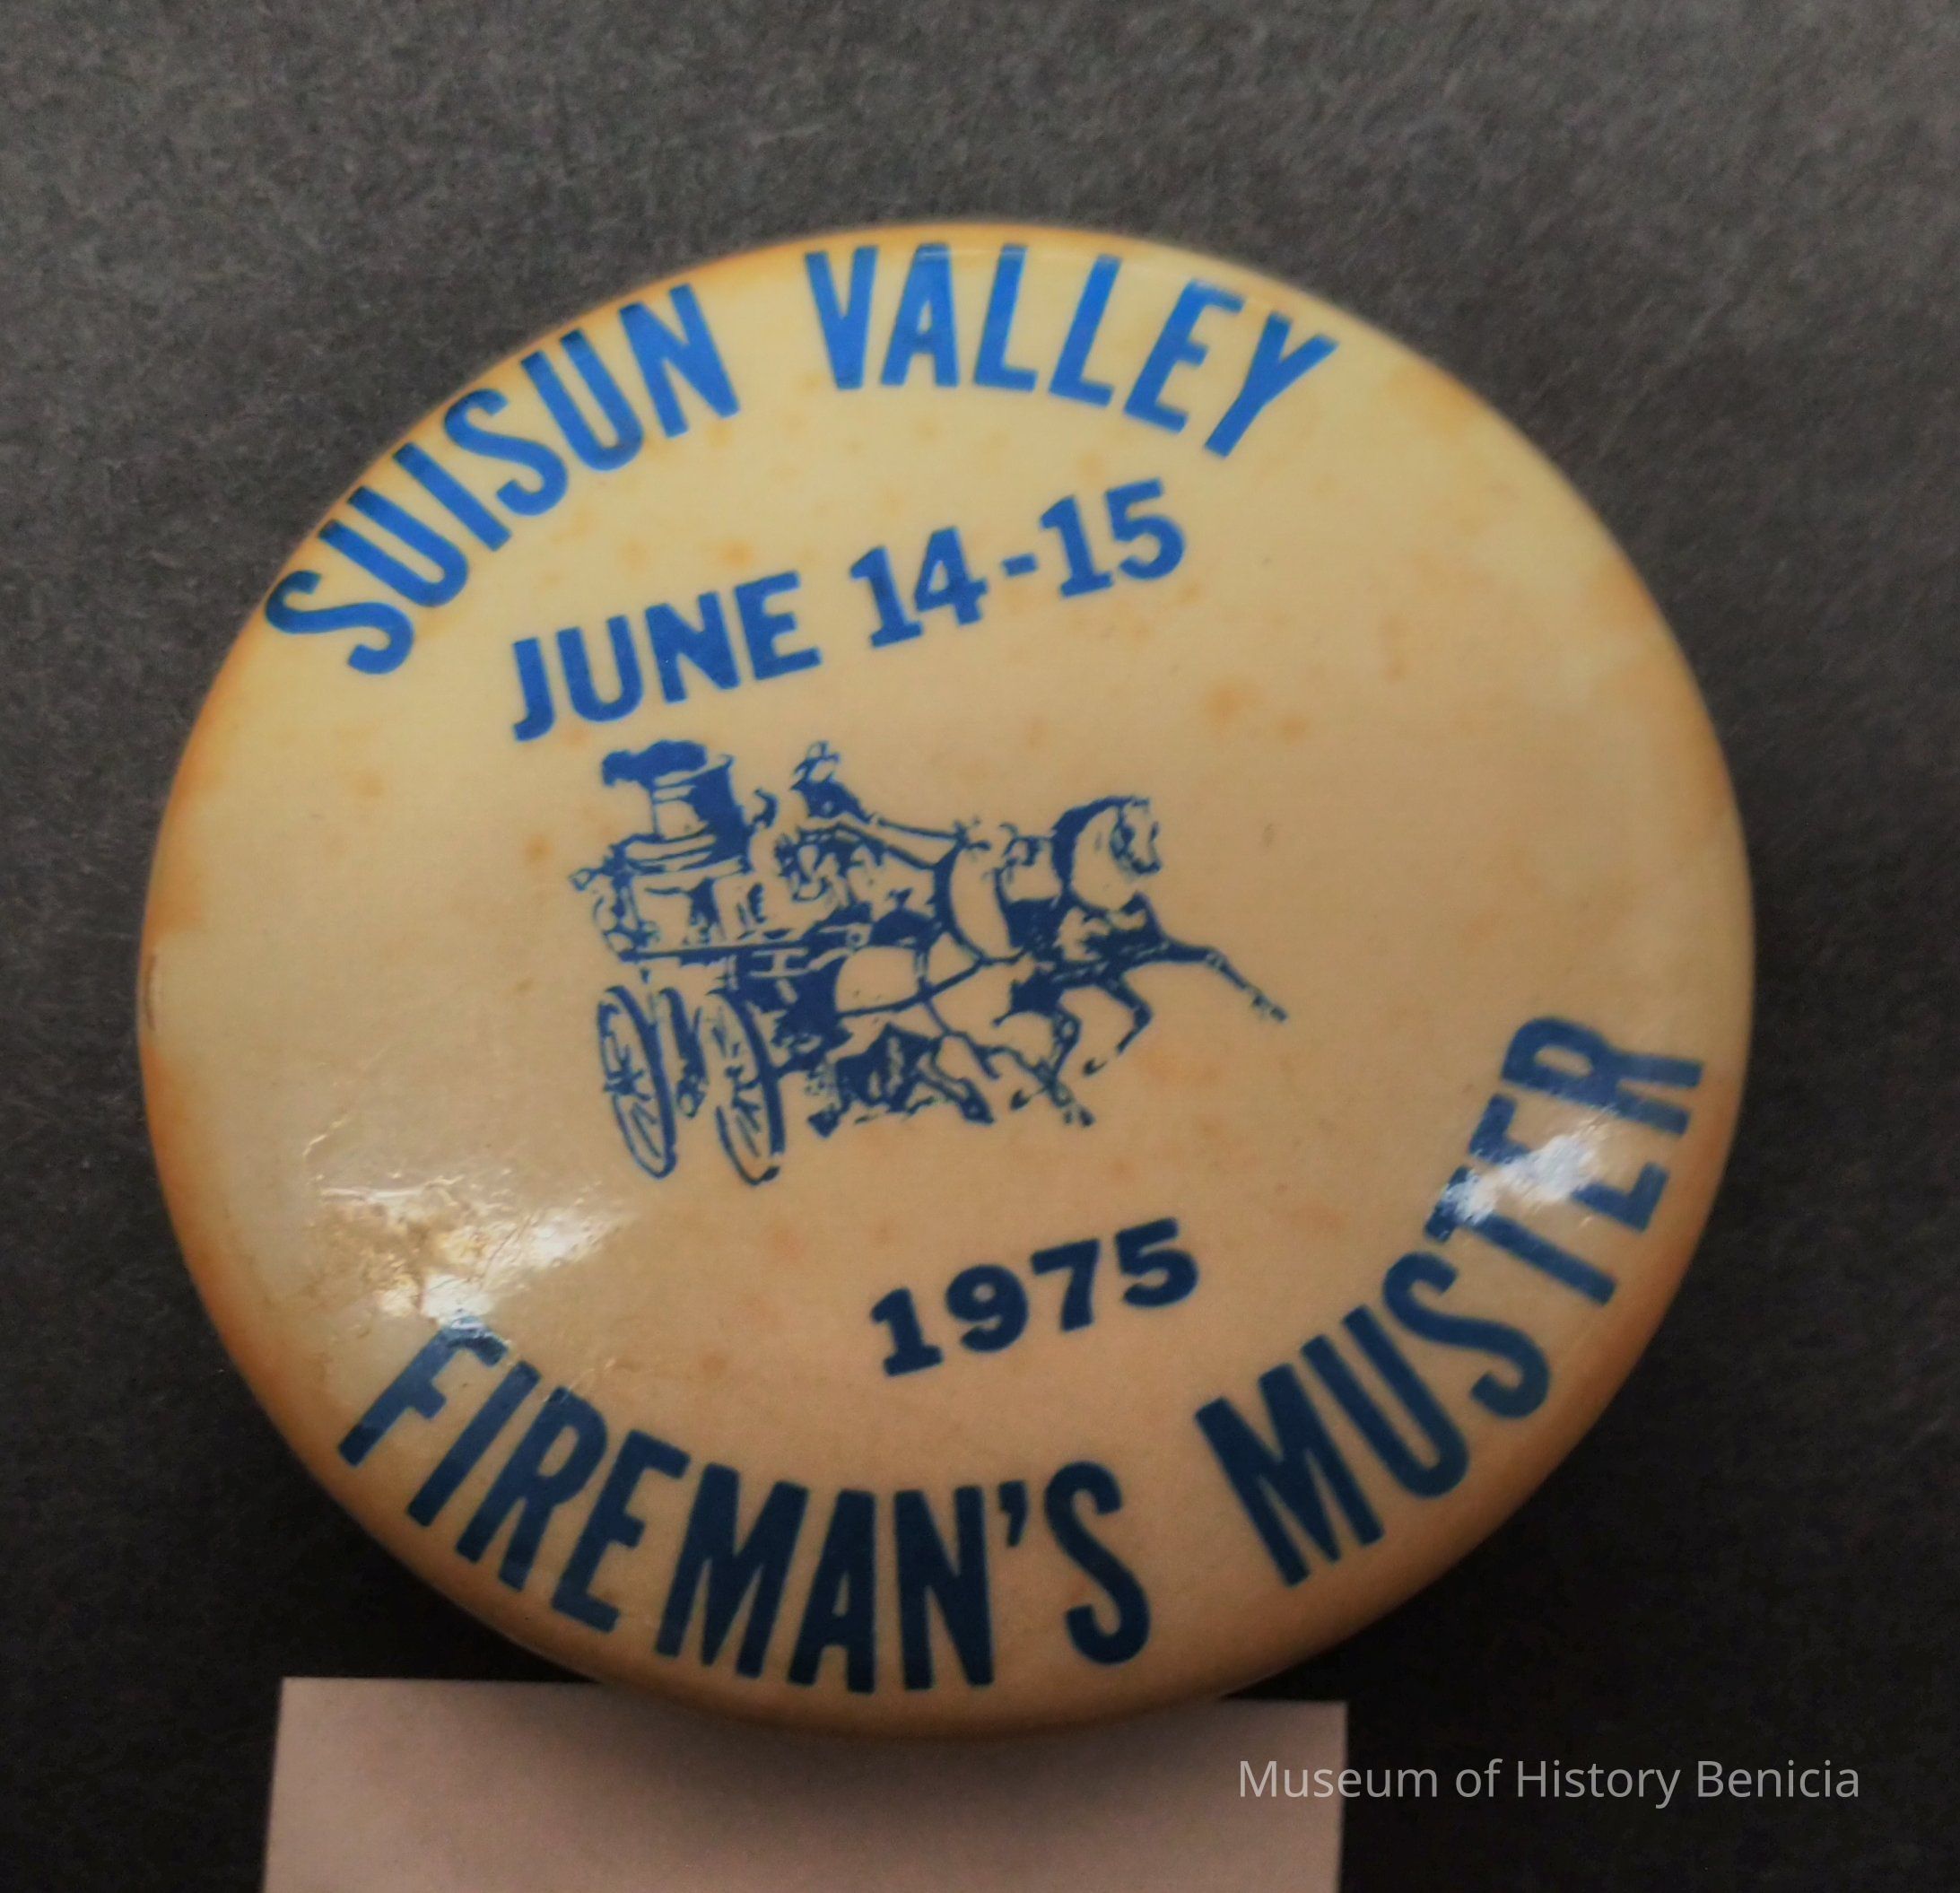 SUISUN VALLEY
JUNE 14-15
1975
FIREMAN'S MUSTER
Museum of History Benicia